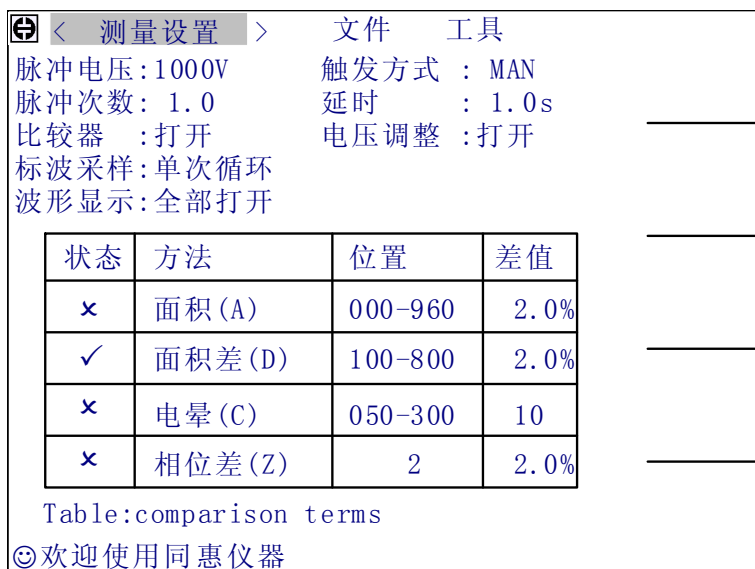 < 测量设置 > 文件 工具
脉冲电压:1000V 触发方式 : MAN
脉冲次数: 1.0 延时 : 1.0s
比较器 :打开 电压调整 :打开
标波采样:单次循环
波形显示:全部打开
状态 方法 位置 差值
× 面积(A) 000-960 2.0%
✓ 面积差(D) 100-800 2.0%
× 电晕(C) 050-300 10
× 相位差(Z) 2 2.0%
Table:comparison terms
☺欢迎使用同惠仪器